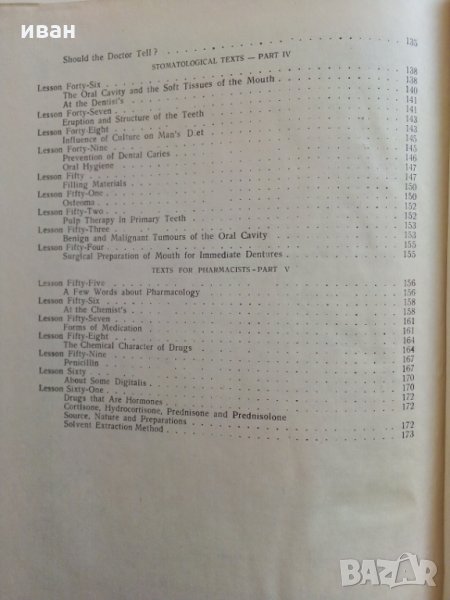 иван
Should the Doctor Tell? 135
STOMATOLOGICAL TEXTS — PART IV
Lesson Forty-Six 138
The Oral Cavity and the Soft Tissues of the Mouth 138
At the Dentist's 140
Lesson Forty-Seven 141
Eruption and Structure of the Teeth 141
Lesson Forty-Eight 143
Influence of Culture on Man's D et 143
Lesson Forty-Nine 145
Prevention of Dental Caries 145
Oral Hygiene 146
Lesson Fifty 147
Filling Materials 147
Lesson Fifty-One 150
Osteoma 150
Lesson Fifty-Two 152
Pulp Therapy in Primary Teeth 152
Lesson Fifty-Three 153
Benign and Malignant Tumours of the Oral Cavity 153
Lesson Fifty-Four 155
Surgical Preparation of Mouth for Immediate Dentures 155
TEXTS FOR PHARMACISTS - PART V
Lesson Fifty-Five 156
A Few Words about Pharmacology 156
Lesson Fifty-Six 158
At the Chemist's 158
Lesson Fifty-Seven 161
Forms of Medication 161
Lesson Fifty-Eight 164
The Chemical Character of Drugs 164
Lesson Fifty-Nine 167
Penicillin 167
Lesson Sixty 170
About Some Digitalis 170
Lesson Sixty-One 172
Drugs that Are Hormones 172
Cortisone, Hydrocortisone, Prednisone and Prednisolone
Source, Nature and Preparations 172
Solvent Extraction Method 173
BAZAR
.bg